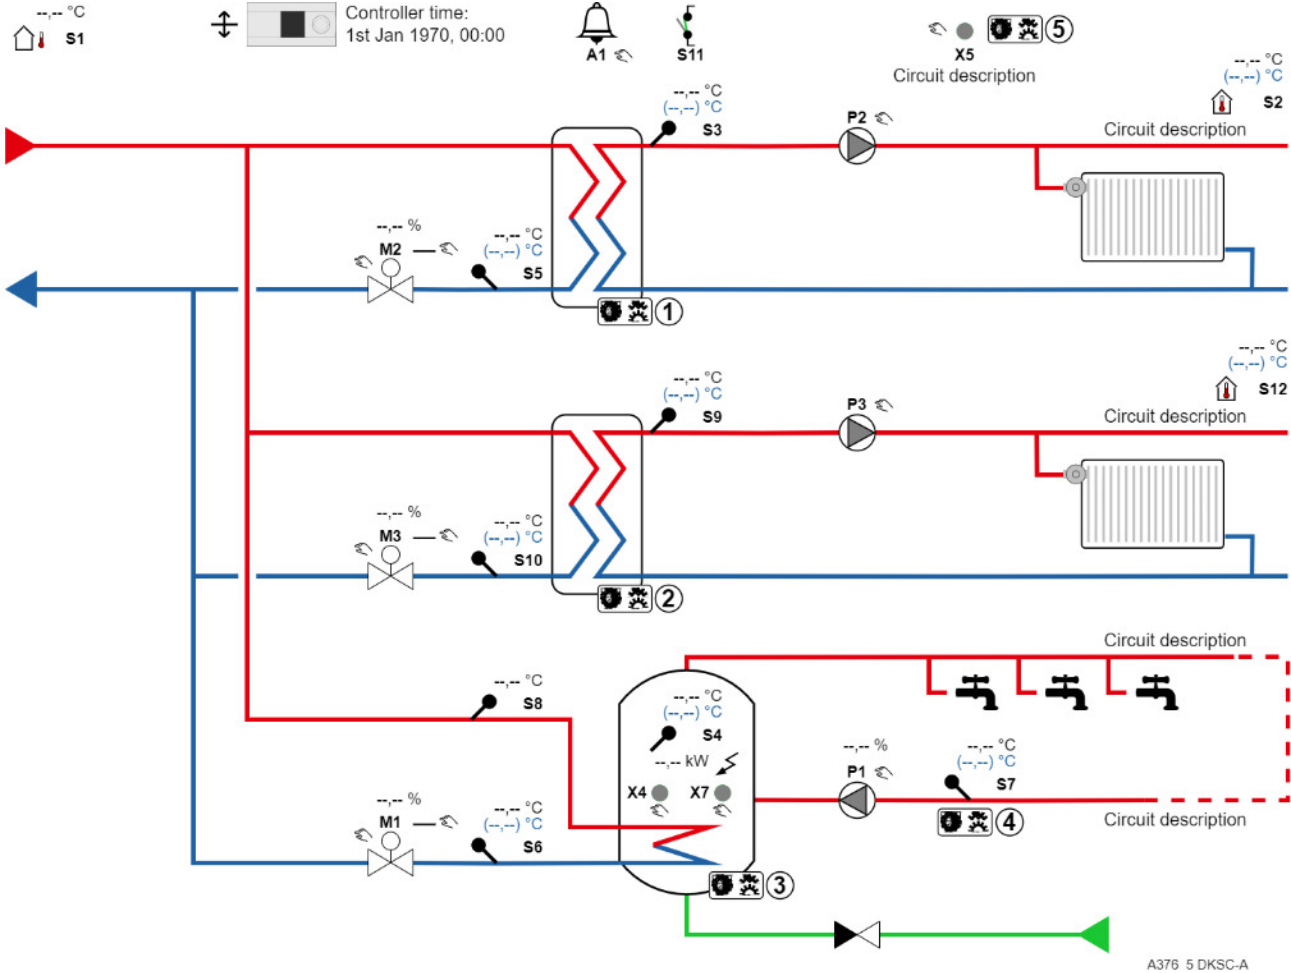 --,-- °C
S1
Controller time:
1st Jan 1970, 00:00
A1
S11
X5
5
Circuit description
--,-- °C
(--,--) °C
S2
Circuit description
--,-- °C
(--,--) °C
S3
P2
--,-- %
M2
--,-- °C
(--,--) °C
S5
1
--,-- °C
(--,--) °C
S12
Circuit description
--,-- °C
(--,--) °C
S9
P3
--,-- %
M3
--,-- °C
(--,--) °C
S10
2
Circuit description
--,-- °C
S8
--,-- °C
(--,--) °C
S4
--,-- kW
X4
X7
--,-- %
P1
--,-- °C
(--,--) °C
S7
4
Circuit description
--,-- %
M1
--,-- °C
(--,--) °C
S6
3
A376_5 DKSC-A